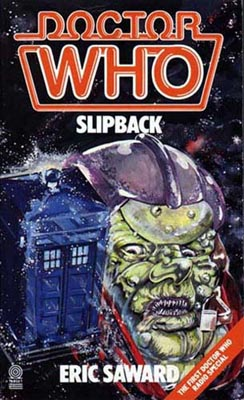 DOCTOR
WHO
SLIPBACK
THE FIRST DOCTOR WHO
RADIO SPECIAL
ERIC SAWARD